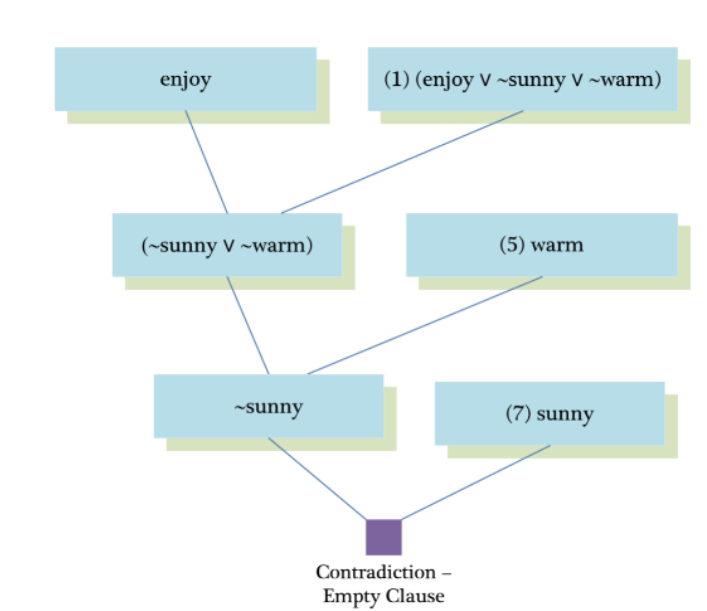 enjoy
(1) (enjoy V ~sunny V ~warm)
(~sunny V ~warm)
(5) warm
~sunny
(7) sunny
Contradiction –
Empty Clause